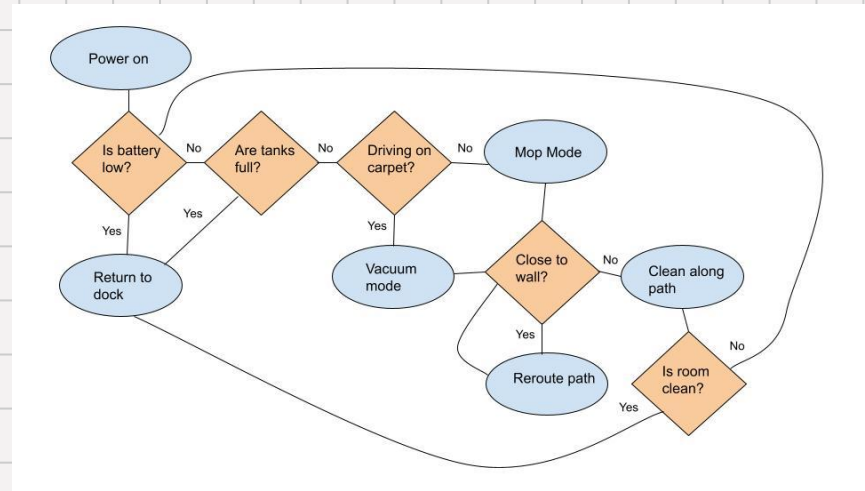 Power on
Is battery
low?
No
Are tanks
full?
No
Driving on
carpet?
No
Mop Mode
Yes
Yes
Yes
Return to
dock
Vacuum
mode
Close to
wall?
No
Clean along
path
Yes
Reroute path
No
Is room
clean?
Yes